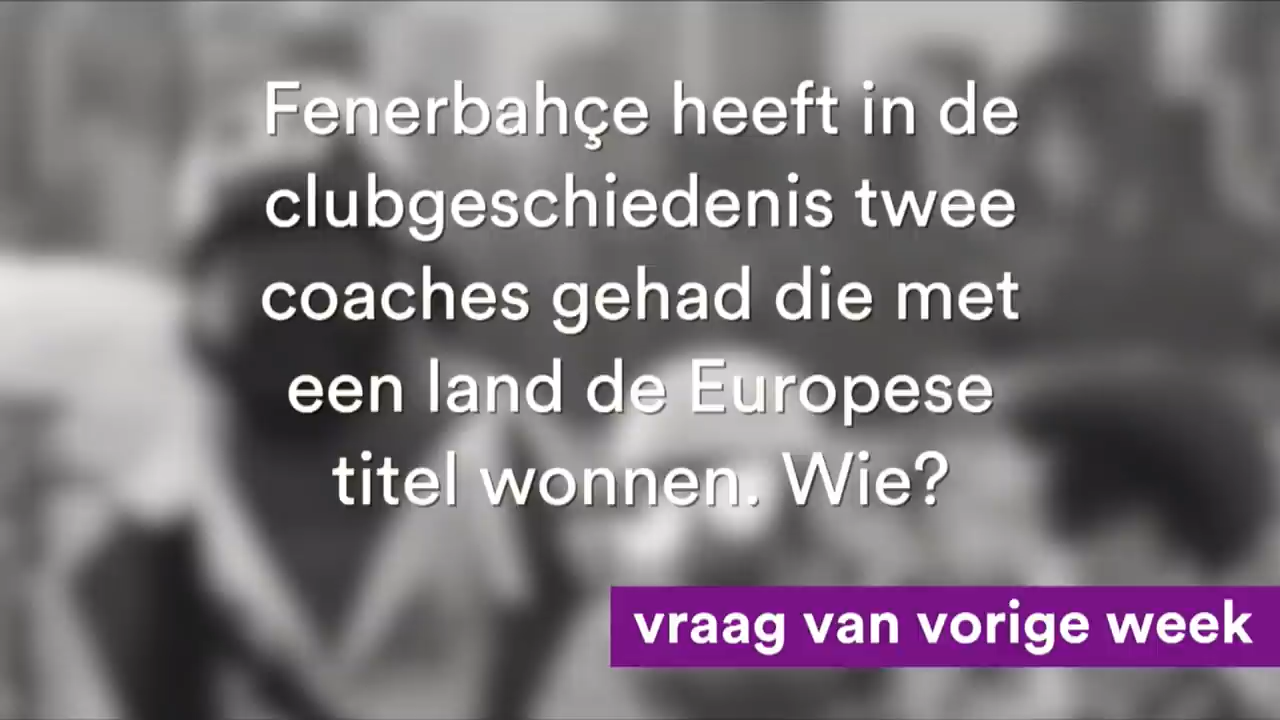 Fenerbahçe heeft in de
clubgeschiedenis twee
coaches gehad die met
een land de Europese
titel wonnen. Wie?
vraag van vorige week